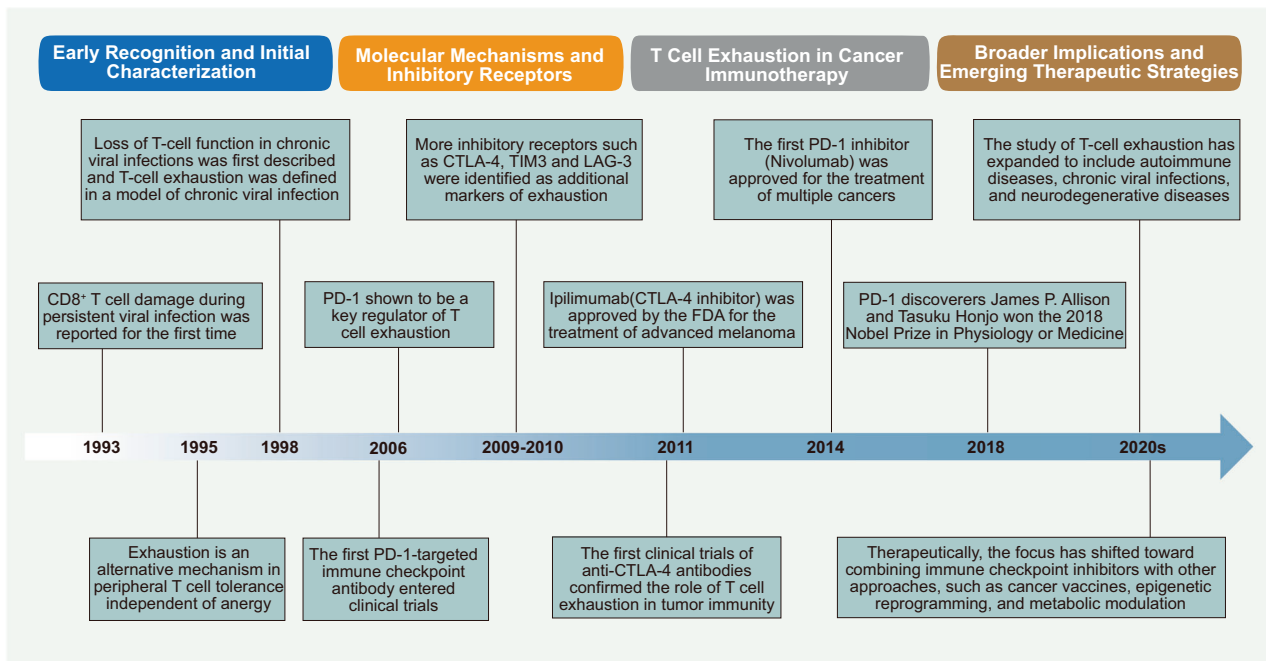 Early Recognition and Initial
Characterization
Molecular Mechanisms and
Inhibitory Receptors
T Cell Exhaustion in Cancer
Immunotherapy
Broader Implications and
Emerging Therapeutic Strategies
Loss of T-cell function in chronic
viral infections was first described
and T-cell exhaustion was defined
in a model of chronic viral infection
More inhibitory receptors such
as CTLA-4, TIM3 and LAG-3
were identified as additional
markers of exhaustion
The first PD-1 inhibitor
(Nivolumab) was
approved for the treatment
of multiple cancers
The study of T-cell exhaustion has
expanded to include autoimmune
diseases, chronic viral infections,
and neurodegenerative diseases
CD8⁺ T cell damage during
persistent viral infection was
reported for the first time
PD-1 shown to be a
key regulator of T
cell exhaustion
Ipilimumab(CTLA-4 inhibitor) was
approved by the FDA for the
treatment of advanced melanoma
PD-1 discoverers James P. Allison
and Tasuku Honjo won the 2018
Nobel Prize in Physiology or Medicine
1993
1995
1998
2006
2009-2010
2011
2014
2018
2020s
Exhaustion is an
alternative mechanism in
peripheral T cell tolerance
independent of anergy
The first PD-1-targeted
immune checkpoint
antibody entered
clinical trials
The first clinical trials of
anti-CTLA-4 antibodies
confirmed the role of T cell
exhaustion in tumor immunity
Therapeutically, the focus has shifted toward
combining immune checkpoint inhibitors with other
approaches, such as cancer vaccines, epigenetic
reprogramming, and metabolic modulation